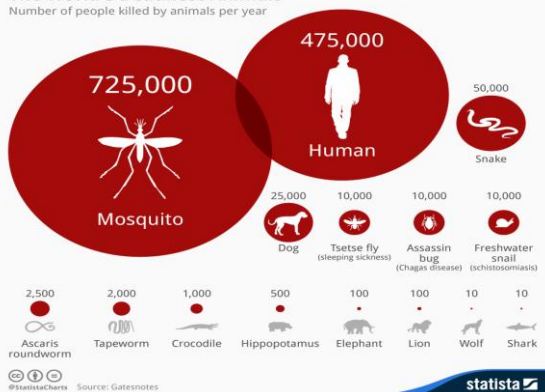 Number of people killed by animals per year
725,000
Mosquito
475,000
Human
50,000
Snake
25,000
Dog
10,000
Tsetse fly
(sleeping sickness)
10,000
Assassin
bug
(Chagas disease)
10,000
Freshwater
snail
(schistosomiasis)
2,500
Ascaris
roundworm
2,000
Tapeworm
1,000
Crocodile
500
Hippopotamus
100
Elephant
100
Lion
10
Wolf
10
Shark
@StatistaCharts Source: Gatesnotes
statista